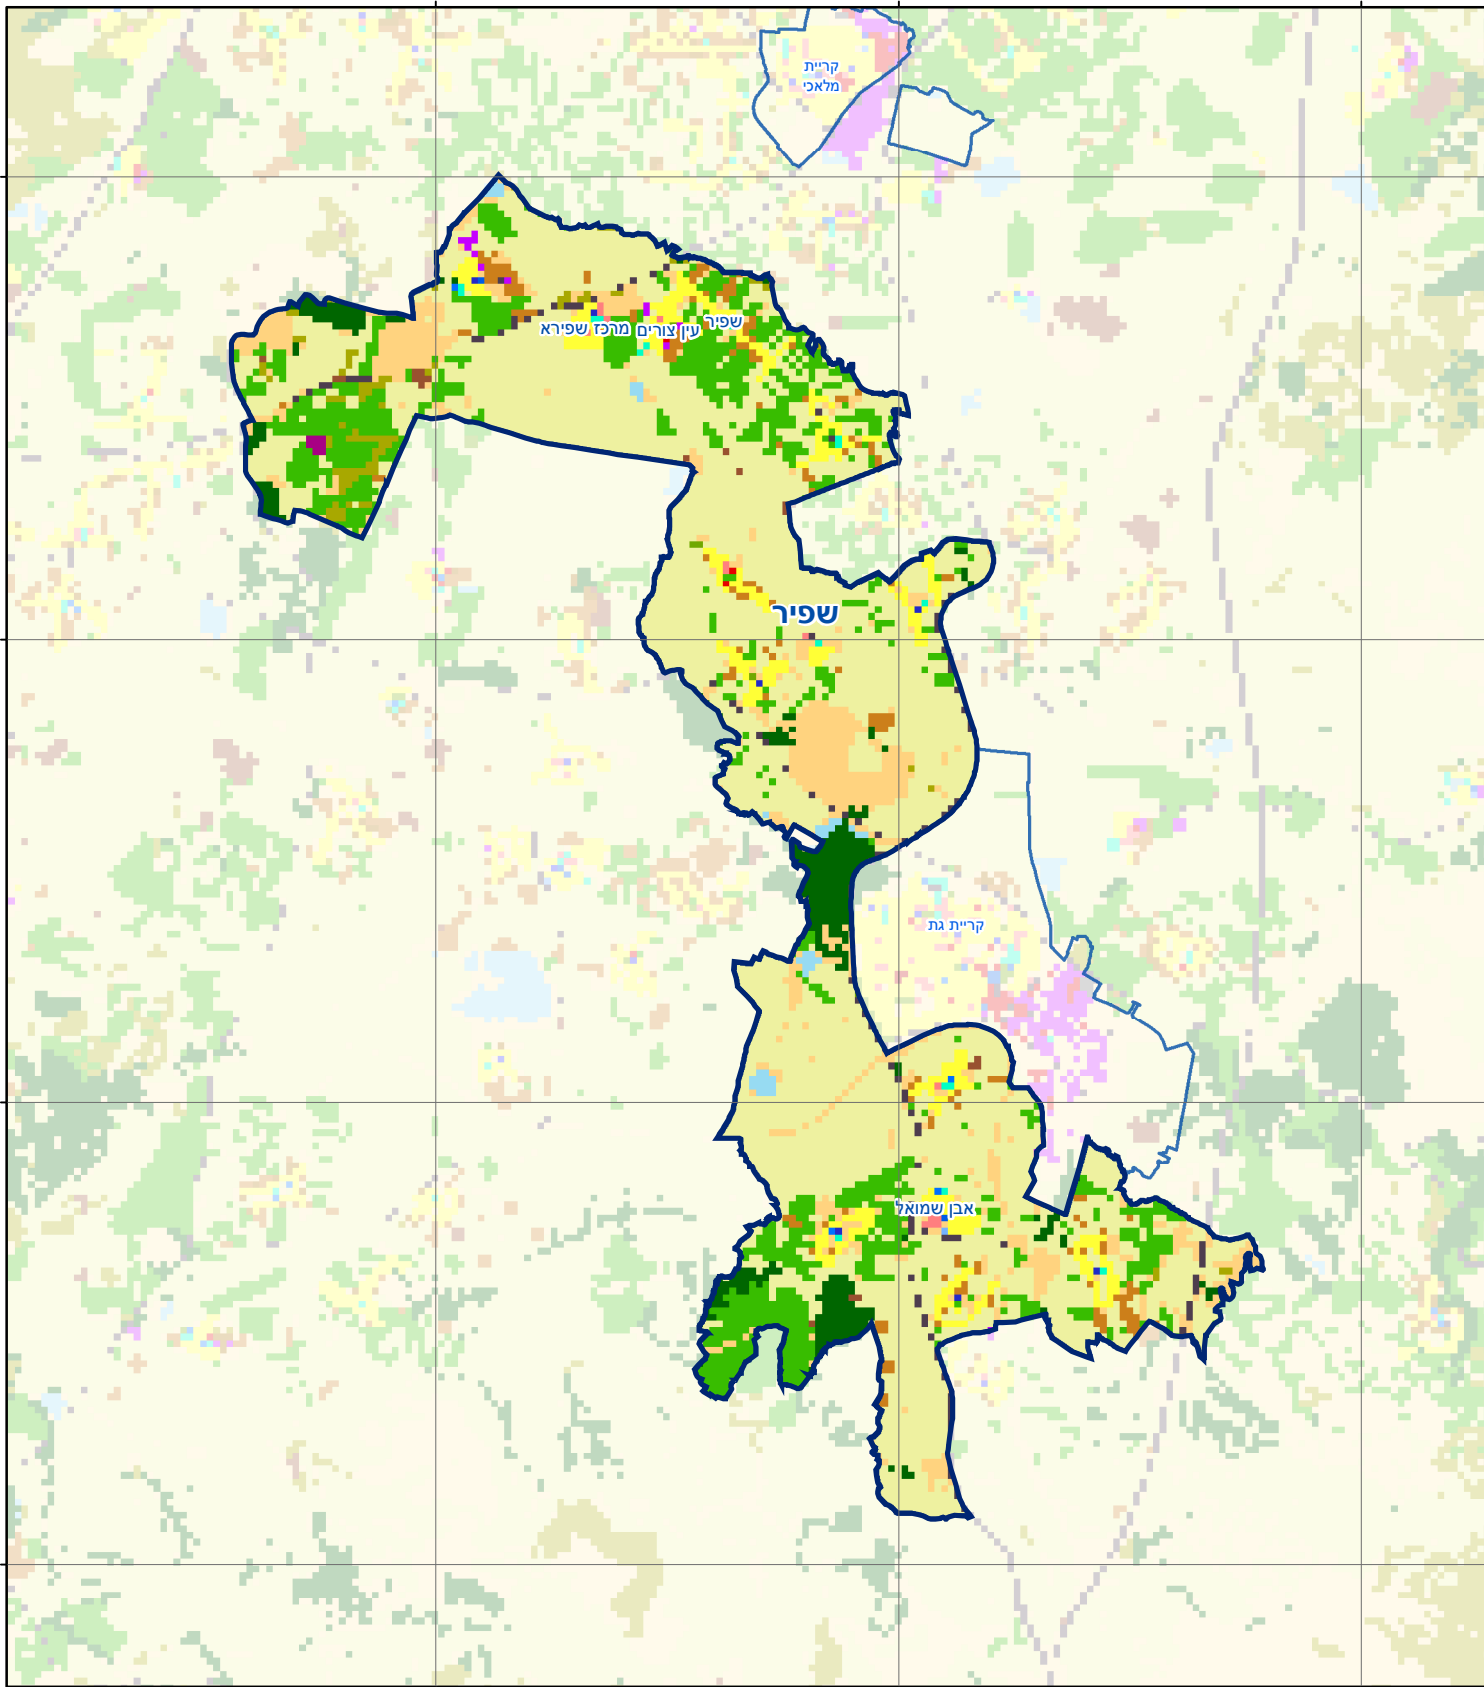 קריית
מלאכי
שפיר
עין צורים
מרכז שפירא
שפיר
קריית גת
אבן שמואל